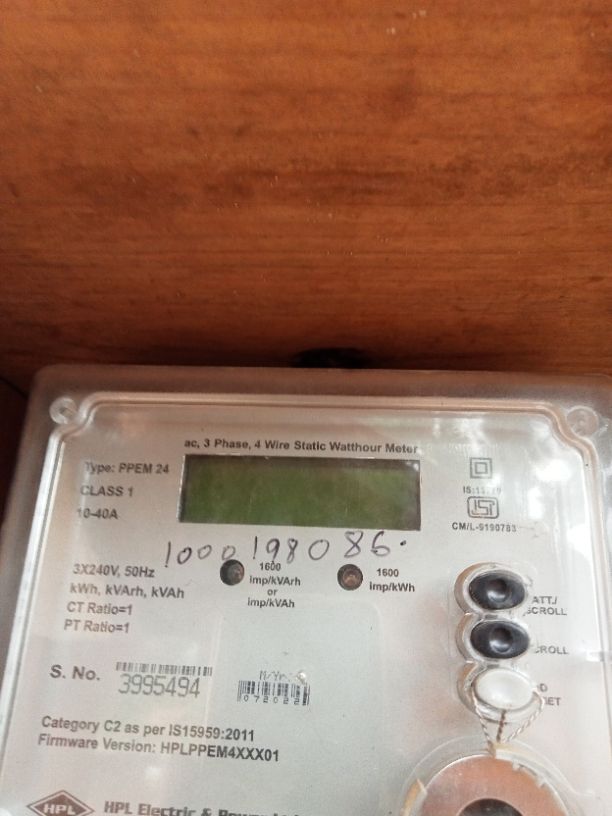 ac, 3 Phase, 4 Wire Static Watthour Meter
Type: PPEM 24
CLASS 1
10-40A
CM/L-9190783
1000198086.
3X240V, 50Hz
kWh, kVArh, kVAh
CT Ratio=1
PT Ratio=1
1600
imp/kVArh
or
imp/kVAh
1600
imp/kWh
SCROLL
S. No. 3995494
M/Yr.
Category C2 as per IS15959:2011
Firmware Version: HPLPPEM4XXX01
HPL
HPL Electric &